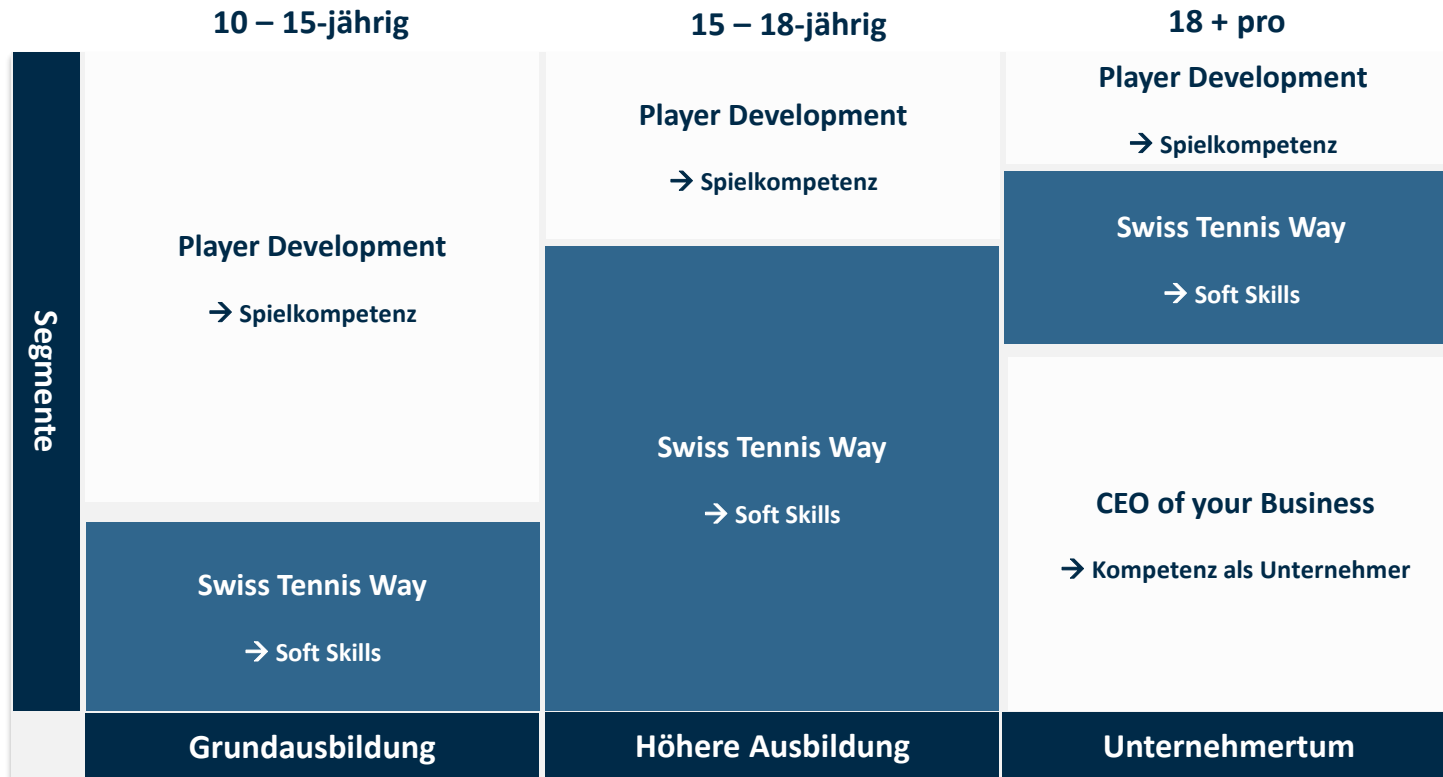 10 – 15-jährig
15 – 18-jährig
18 + pro
Segmente
Player Development
→ Spielkompetenz
Swiss Tennis Way
→ Soft Skills
Grundausbildung
Player Development
→ Spielkompetenz
Swiss Tennis Way
→ Soft Skills
Höhere Ausbildung
Player Development
→ Spielkompetenz
Swiss Tennis Way
→ Soft Skills
CEO of your Business
→ Kompetenz als Unternehmer
Unternehmertum